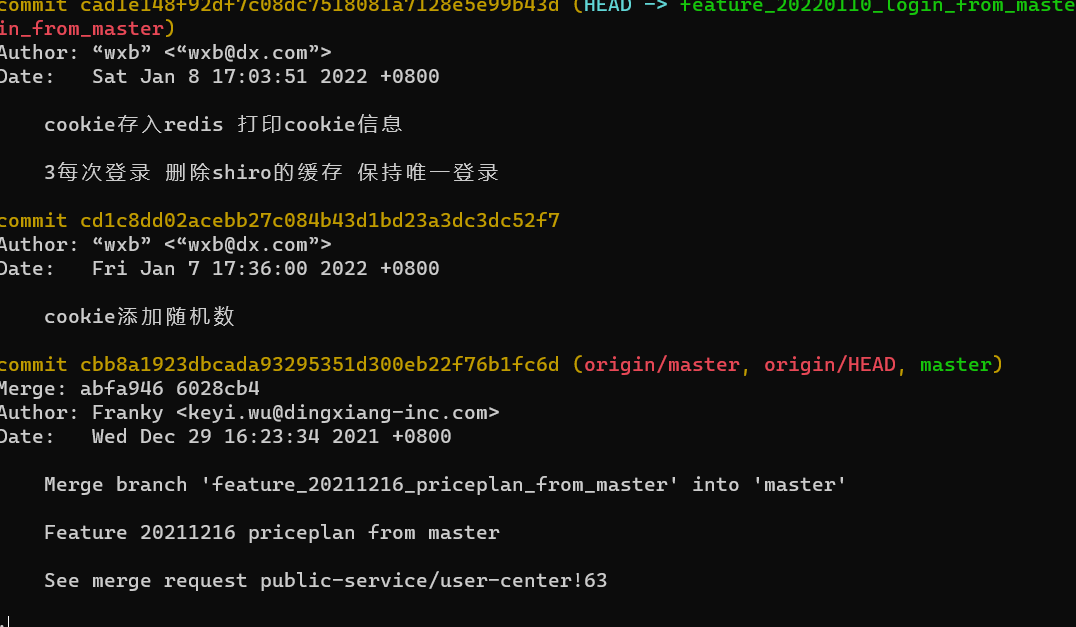 commit cad1e148f92df7c08dc7518081a7128e5e99b43d (HEAD -> feature_20220110_login_from_maste
in_from_master)
Author: “wxb” <“wxb@dx.com”>
Date:   Sat Jan 8 17:03:51 2022 +0800
cookie存入redis 打印cookie信息
3每次登录 删除shiro的缓存 保持唯一登录
commit cd1c8dd02acebb27c084b43d1bd23a3dc3dc52f7
Author: “wxb” <“wxb@dx.com”>
Date:   Fri Jan 7 17:36:00 2022 +0800
cookie添加随机数
commit cbb8a1923dbcada93295351d300eb22f76b1fc6d (origin/master, origin/HEAD, master)
Merge: abfa946 6028cb4
Author: Franky <keyi.wu@dingxiang-inc.com>
Date:   Wed Dec 29 16:23:34 2021 +0800
Merge branch 'feature_20211216_priceplan_from_master' into 'master'
Feature 20211216 priceplan from master
See merge request public-service/user-center!63